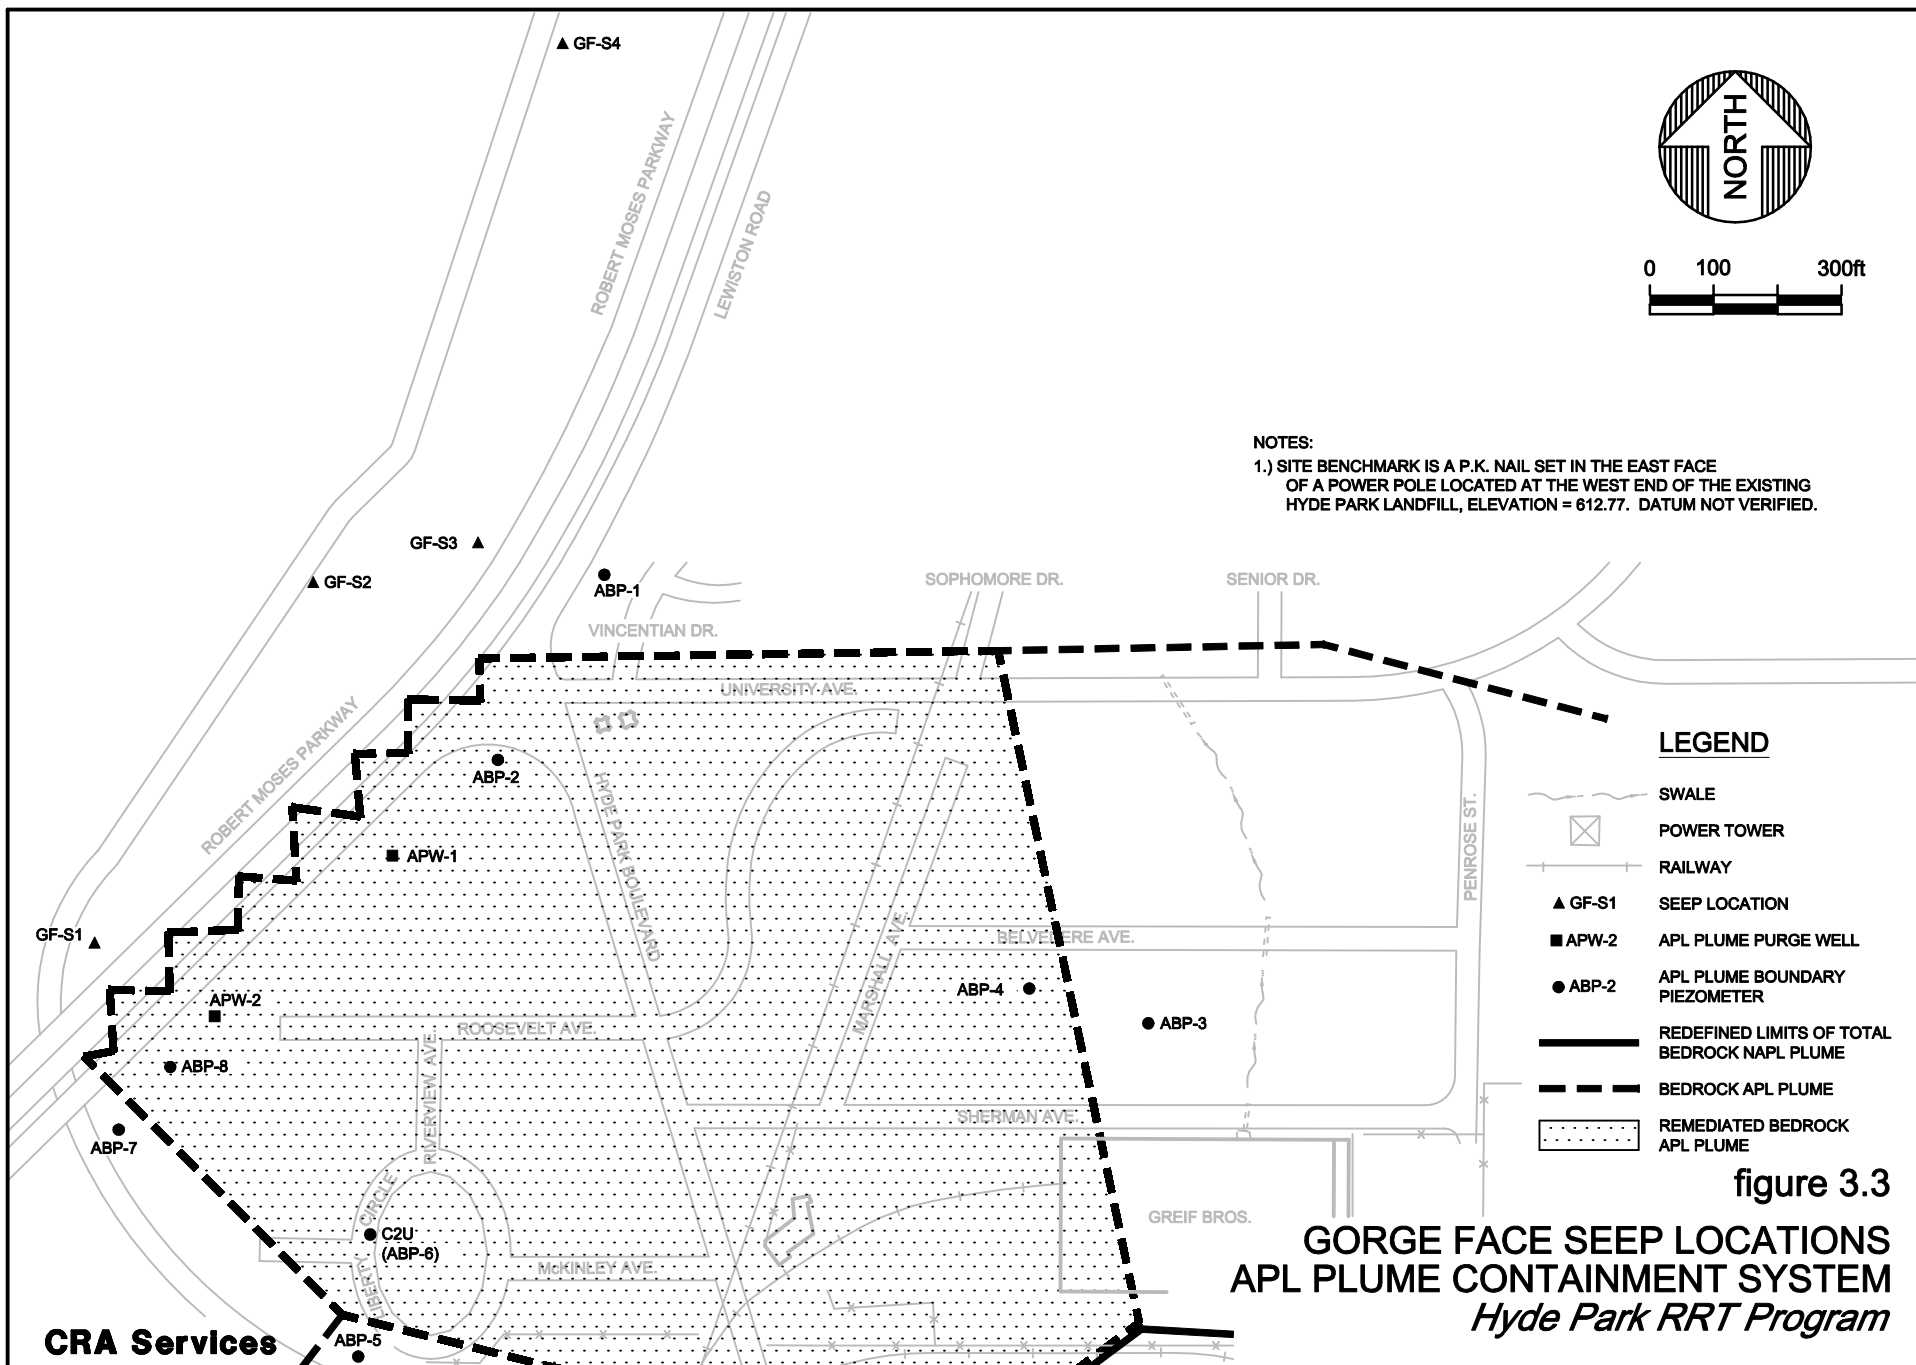 GF-S4
NORTH
ROBERT MOSES PARKWAY
LEWISTON ROAD
0 100 300ft
NOTES:
1.) SITE BENCHMARK IS A P.K. NAIL SET IN THE EAST FACE
OF A POWER POLE LOCATED AT THE WEST END OF THE EXISTING
HYDE PARK LANDFILL, ELEVATION = 612.77. DATUM NOT VERIFIED.
GF-S3
GF-S2
ABP-1
SOPHOMORE DR.
SENIOR DR.
VINCENTIAN DR.
UNIVERSITY AVE.
ROBERT MOSES PARKWAY
ABP-2
HYDE PARK BOULEVARD
APW-1
PENROSE ST.
GF-S1
BELVEDERE AVE.
MARSHALL AVE.
ABP-4
APW-2
ROOSEVELT AVE.
ABP-3
ABP-8
RIVERVIEW AVE.
SHERMAN AVE.
ABP-7
LIBERTY CIRCLE
C2U
(ABP-6)
McKINLEY AVE.
GREIF BROS.
ABP-5
CRA Services
LEGEND
SWALE
POWER TOWER
RAILWAY
GF-S1 SEEP LOCATION
APW-2 APL PLUME PURGE WELL
ABP-2 APL PLUME BOUNDARY
PIEZOMETER
REDEFINED LIMITS OF TOTAL
BEDROCK NAPL PLUME
BEDROCK APL PLUME
REMEDIATED BEDROCK
APL PLUME
figure 3.3
GORGE FACE SEEP LOCATIONS
APL PLUME CONTAINMENT SYSTEM
Hyde Park RRT Program